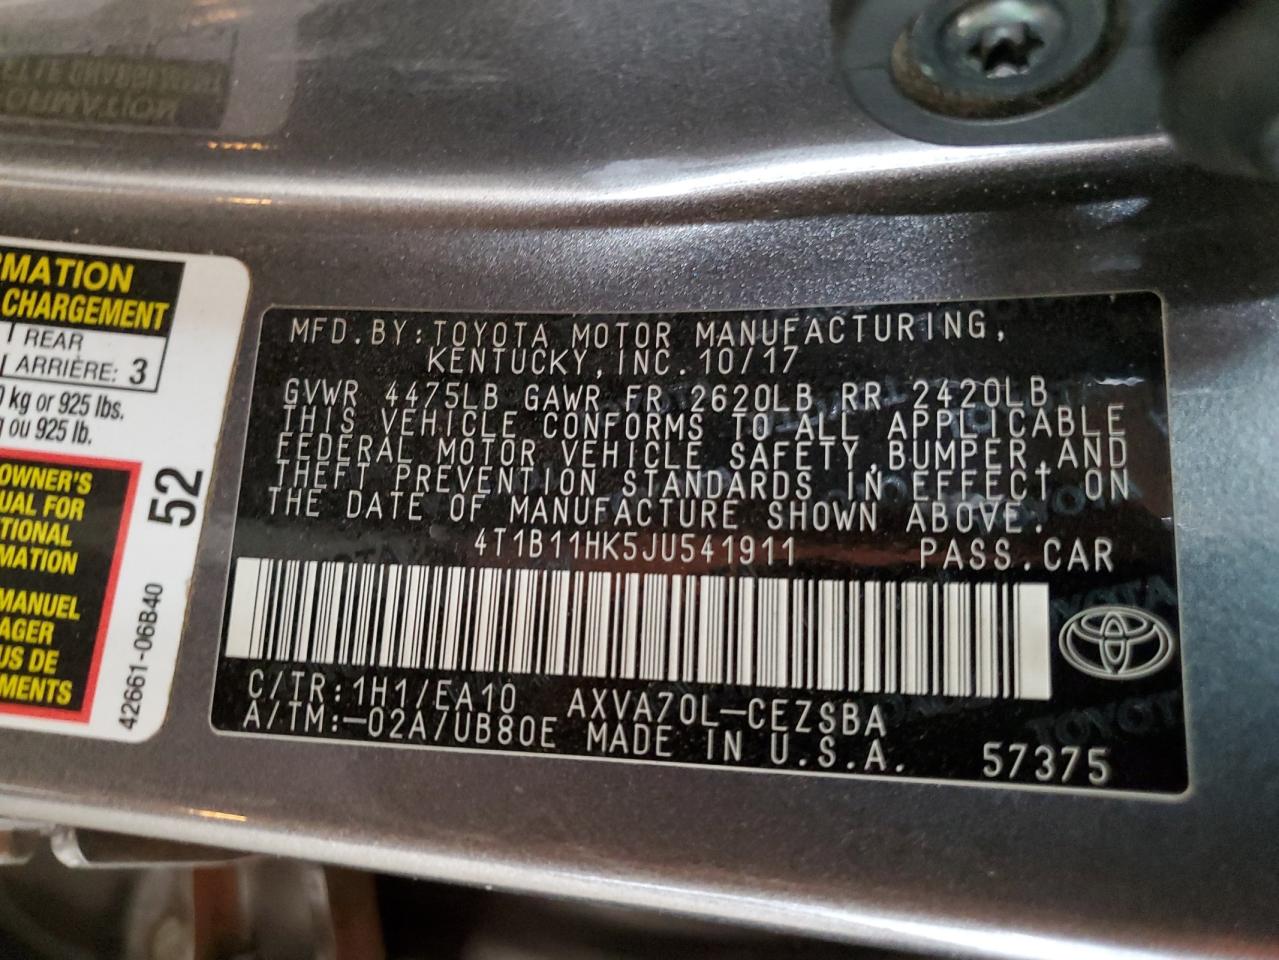 RMATION
CHARGEMENT
REAR
ARRIÈRE: 3
kg or 925 lbs.
ou 925 lb.
OWNER'S
UAL FOR
TIONAL
MATION
MANUEL
AGER
US DE
MENTS
52
42661-06B40
MFD.BY:TOYOTA MOTOR MANUFACTURING,
KENTUCKY,INC.10/17
GVWR 4475LB GAWR FR 2620LB RR 2420LB
THIS VEHICLE CONFORMS TO ALL APPLICABLE
FEDERAL MOTOR VEHICLE SAFETY,BUMPER,AND
THEFT PREVENTION STANDARDS IN EFFECT ON
THE DATE OF MANUFACTURE SHOWN ABOVE.
4T1B11HK5JU541911 PASS.CAR
C/TR:1H1/EA10 AXVA70L-CEZSBA
A/TM:-02A/UB80E MADE IN U.S.A. 57375